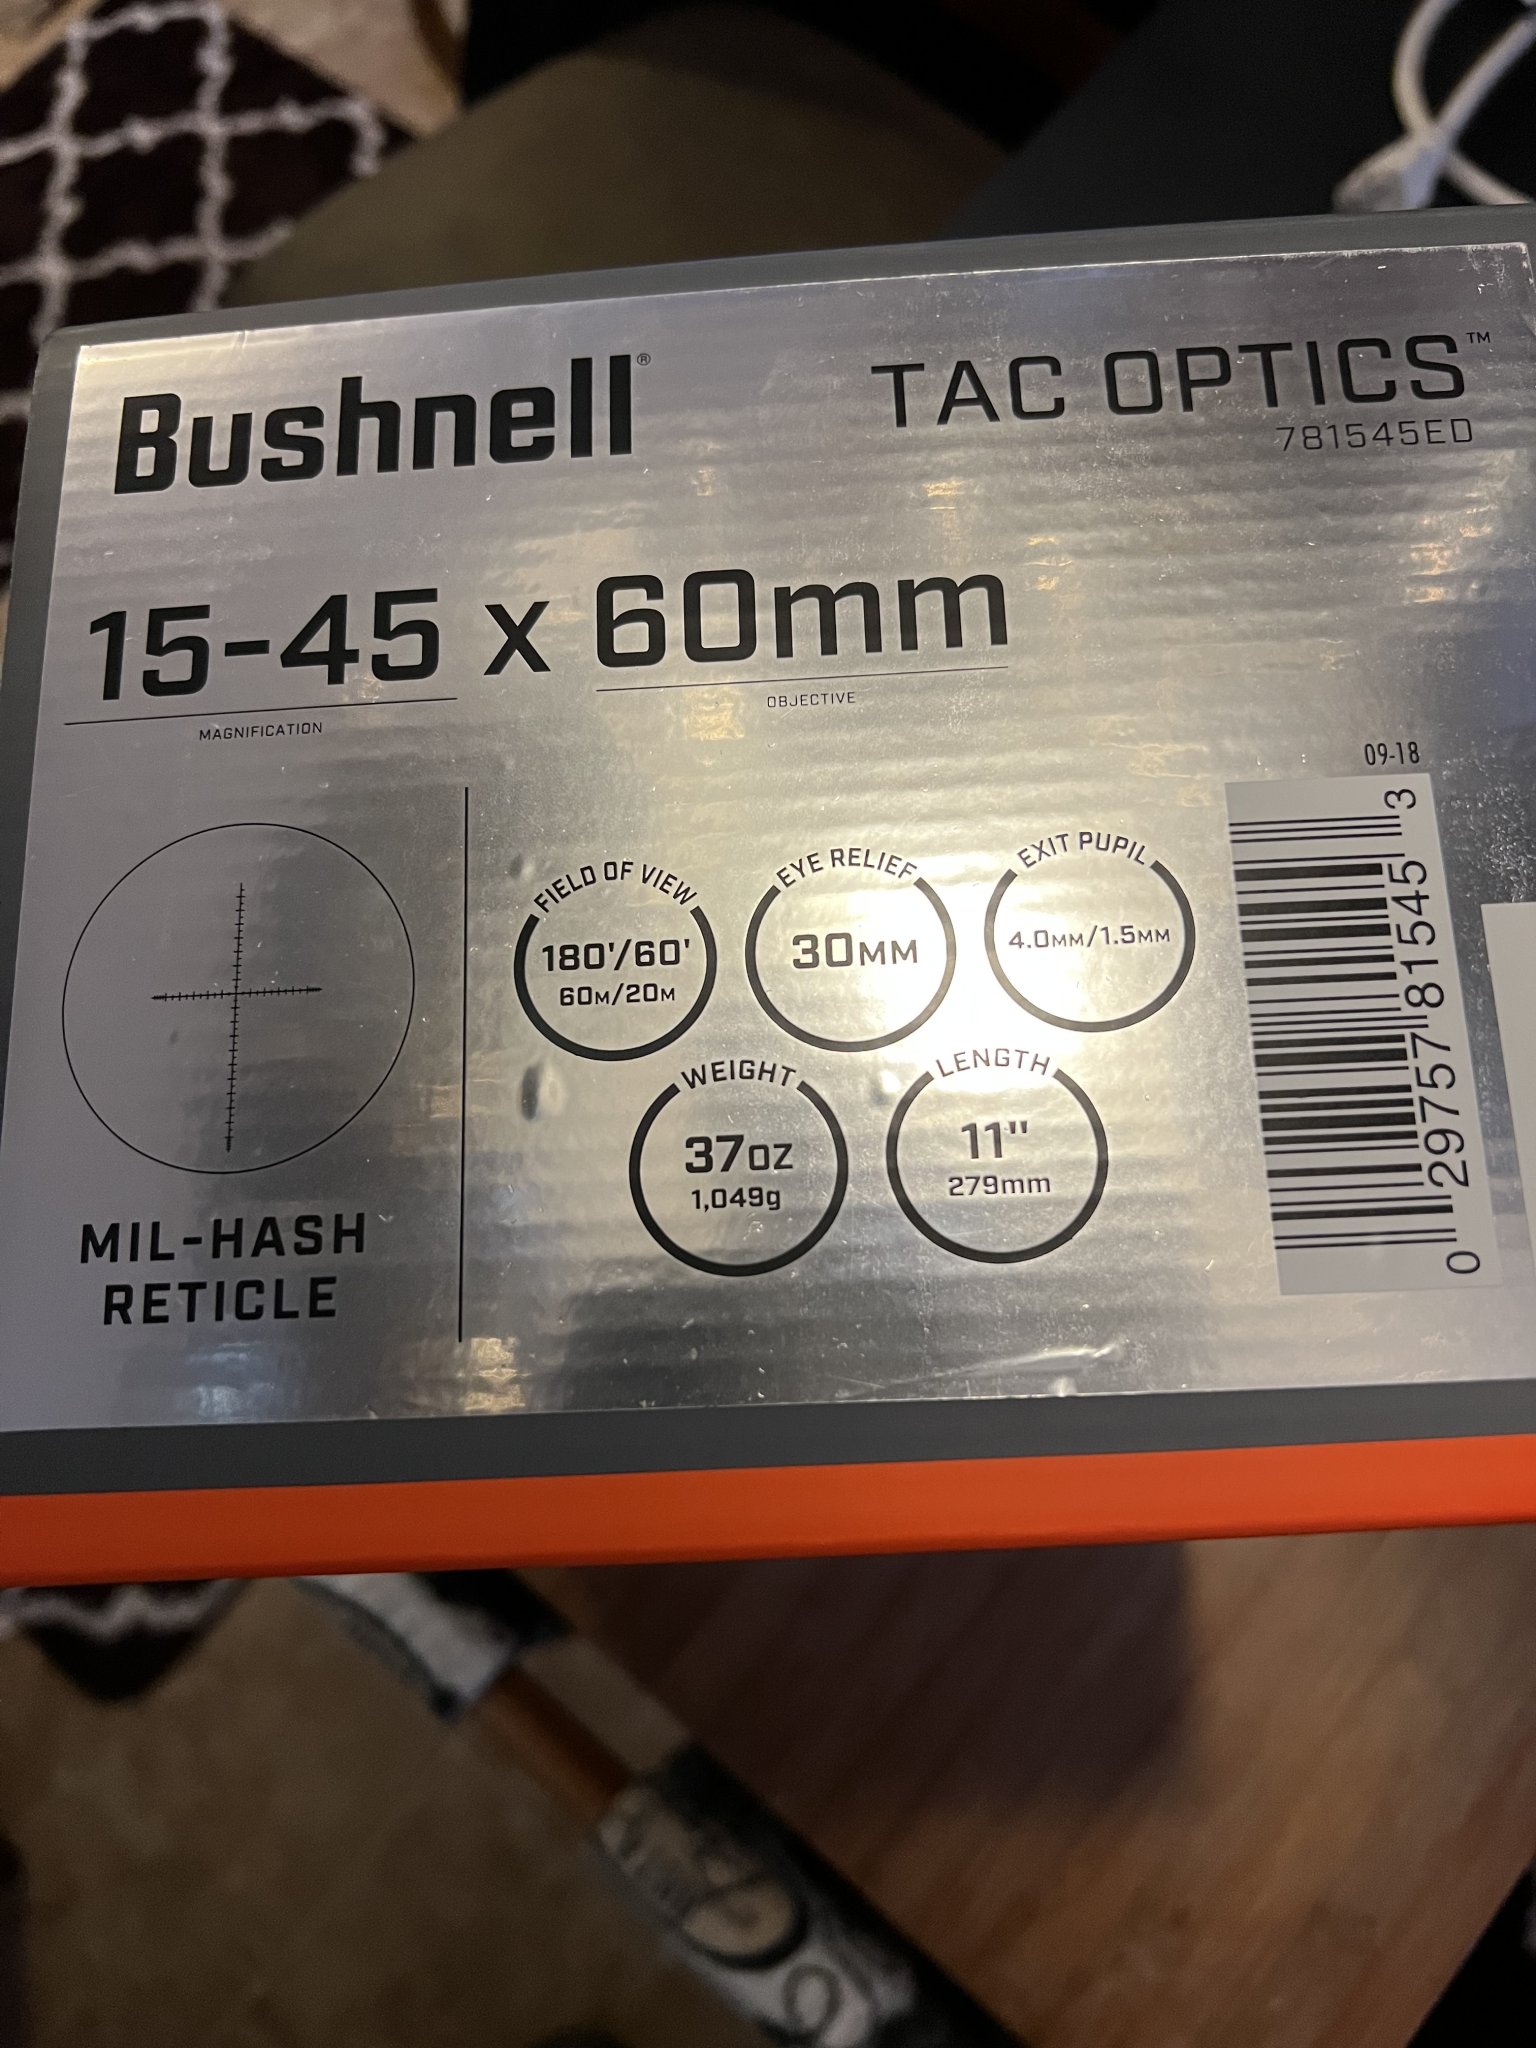 Bushnell®
TAC OPTICS™
781545ED
15-45 x 60mm
MAGNIFICATION
OBJECTIVE
MIL-HASH
RETICLE
FIELD OF VIEW
180'/60'
60M/20M
EYE RELIEF
30MM
EXIT PUPIL
4.0MM/1.5MM
WEIGHT
37OZ
1,049g
LENGTH
11"
279mm
09-18
0 29757 81545 3